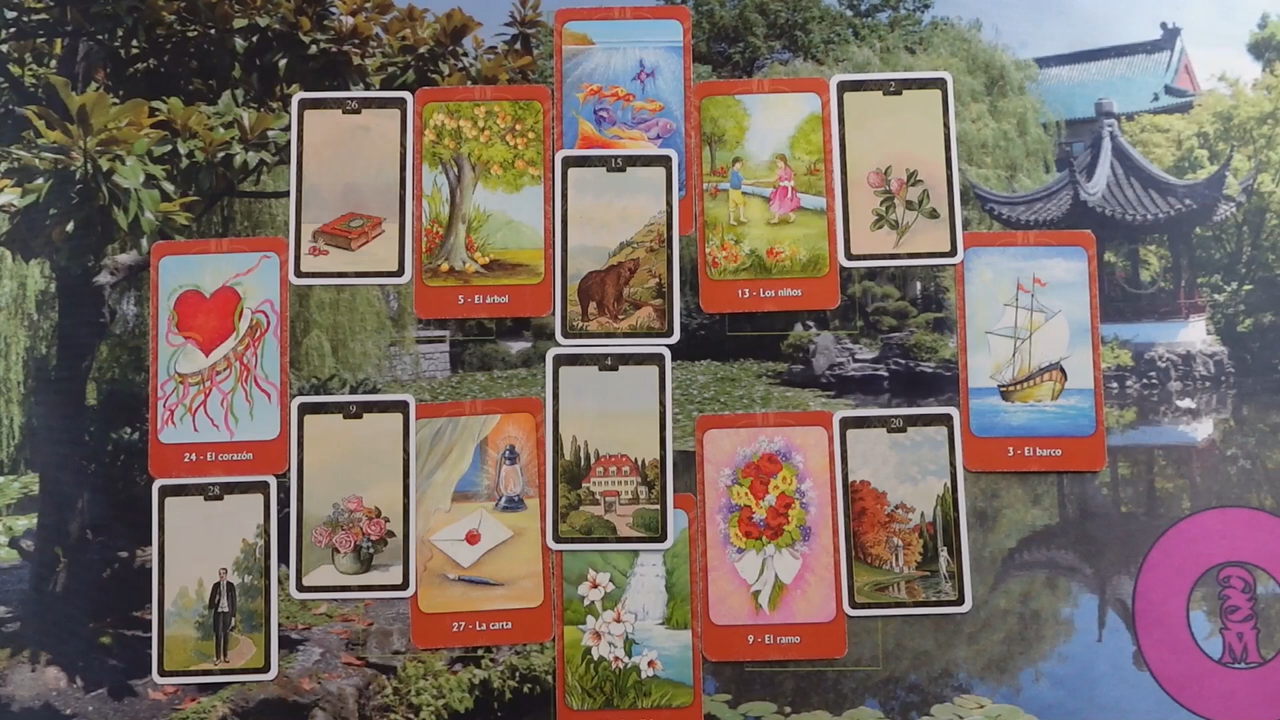 26
2
15
5 - El árbol
13 - Los niños
4
9
20
24 - El corazón
3 - El barco
28
27 - La carta
9 - El ramo